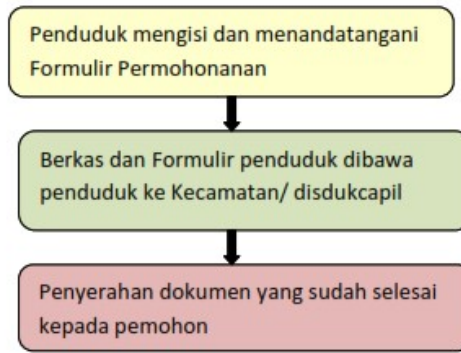 Penduduk mengisi dan menandatangani
Formulir Permohonanan
Berkas dan Formulir penduduk dibawa
penduduk ke Kecamatan/ disdukcapil
Penyerahan dokumen yang sudah selesai
kepada pemohon